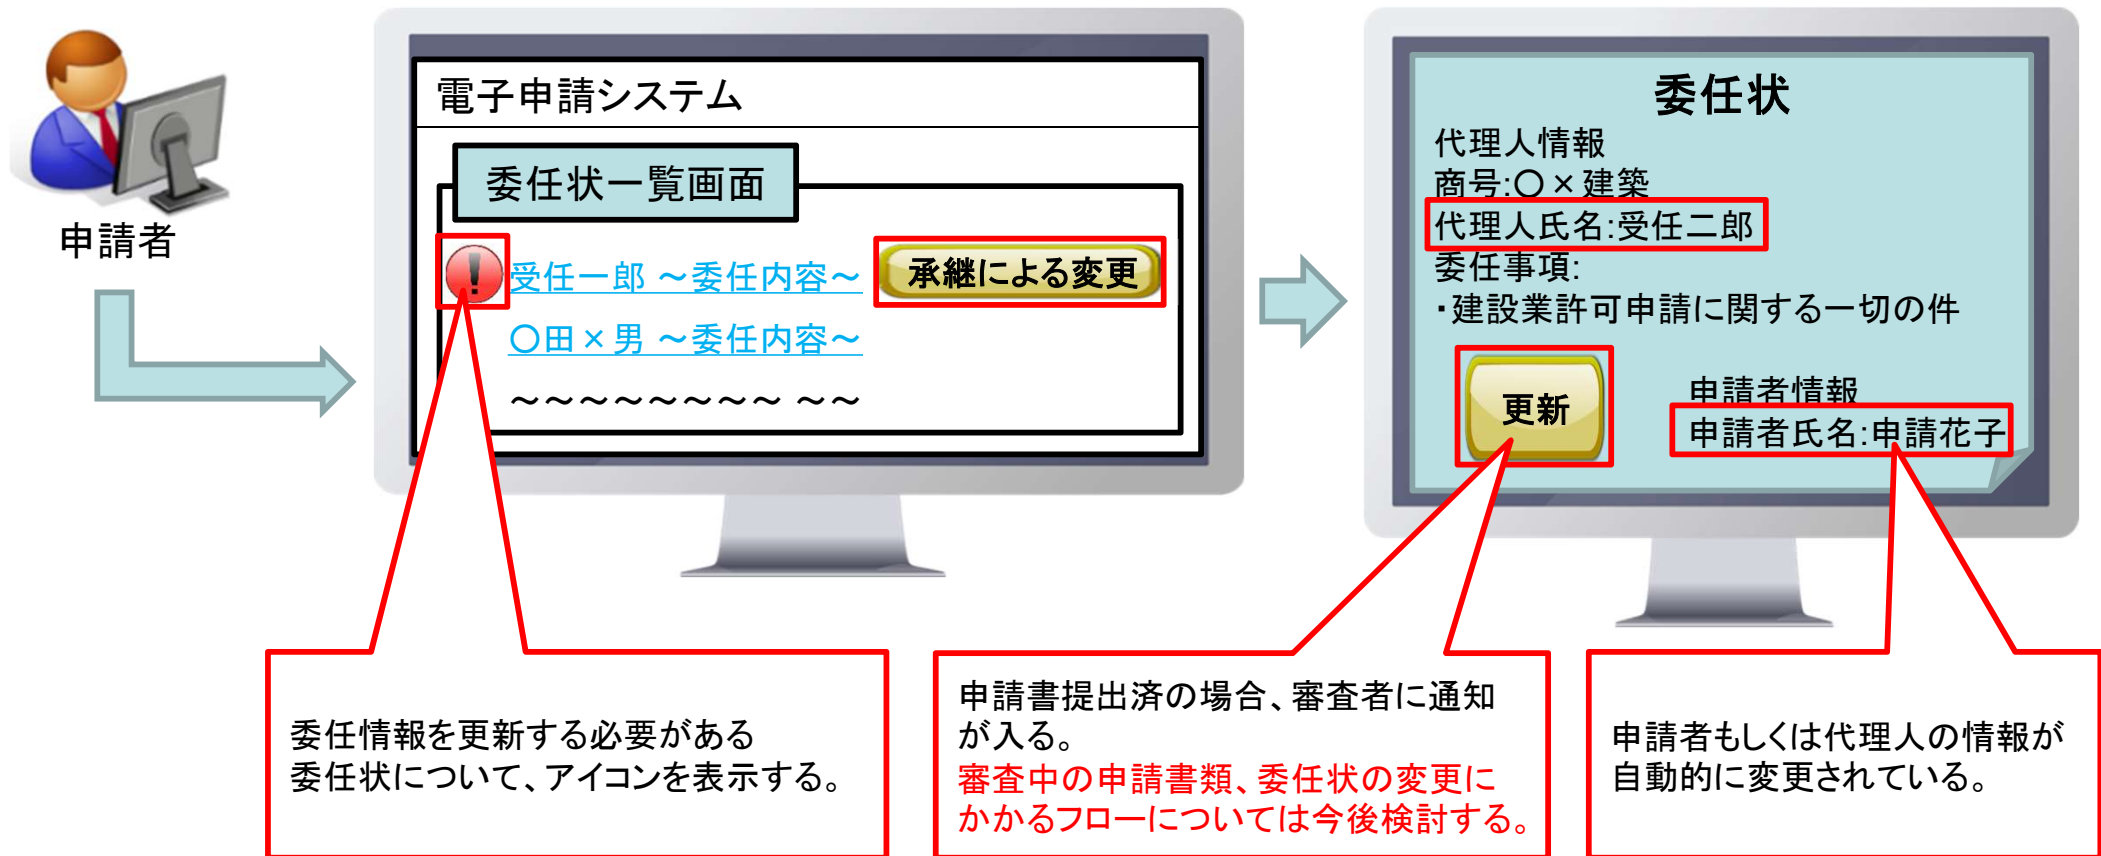 申請者
電子申請システム
委任状一覧画面
受任一郎 ～委任内容～
承継による変更
〇田×男 ～委任内容～
～～～～～～～～ ～～
委任状
代理人情報
商号:〇×建築
代理人氏名:受任二郎
委任事項:
・建設業許可申請に関する一切の件
更新
申請者情報
申請者氏名:申請花子
委任情報を更新する必要がある
委任状について、アイコンを表示する。
申請書提出済の場合、審査者に通知
が入る。
審査中の申請書類、委任状の変更に
かかるフローについては今後検討する。
申請者もしくは代理人の情報が
自動的に変更されている。